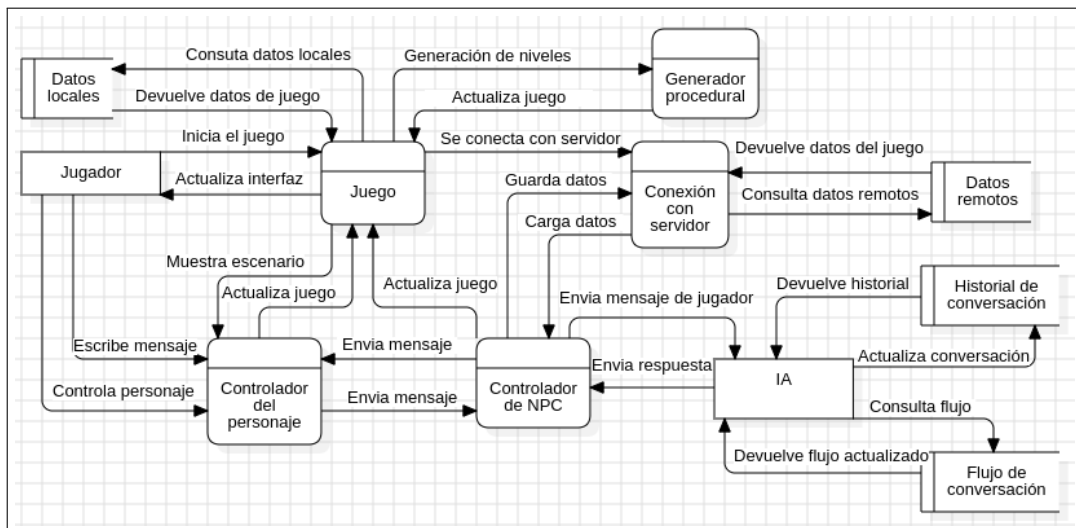 Consuta datos locales
Generación de niveles
Datos
locales
Generador
procedural
Devuelve datos de juego
Actualiza juego
Inicia el juego
Se conecta con servidor
Devuelve datos del juego
Jugador
Actualiza interfaz
Juego
Guarda datos
Conexión
con
servidor
Consulta datos remotos
Datos
remotos
Carga datos
Muestra escenario
Actualiza juego
Actualiza juego
Devuelve historial
Historial de
conversación
Envia mensaje de jugador
Escribe mensaje
Envia mensaje
Envia respuesta
Actualiza conversación
Controla personaje
Controlador
del
personaje
Envia mensaje
Controlador
de NPC
IA
Consulta flujo
Devuelve flujo actualizado
Flujo de
conversación